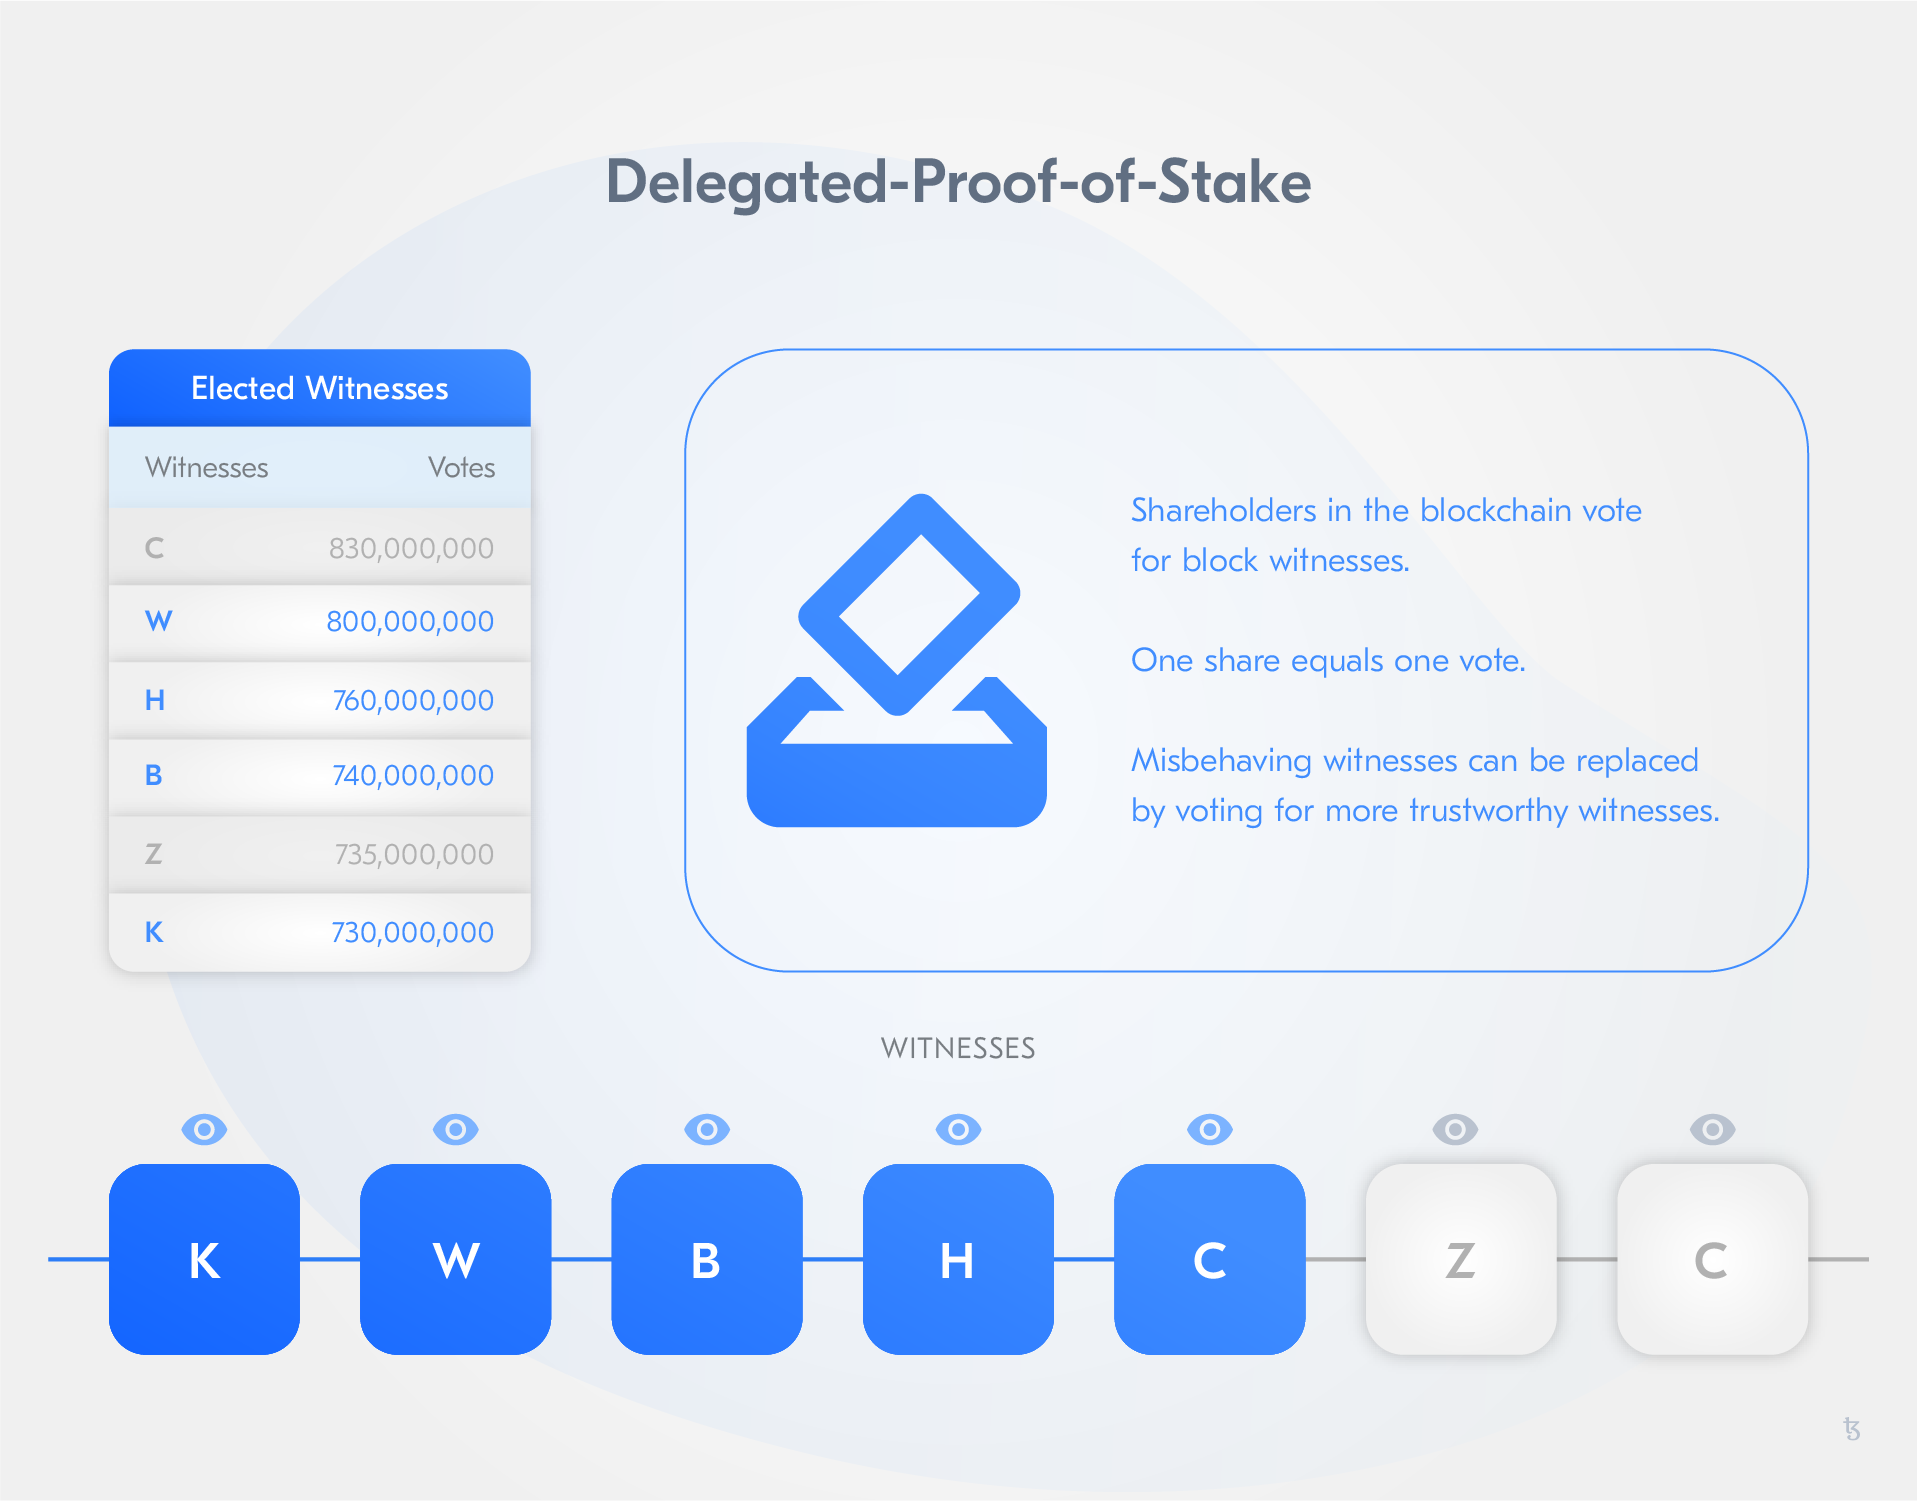 Delegated-Proof-of-Stake
Elected Witnesses
Witnesses Votes
C 830,000,000
W 800,000,000
H 760,000,000
B 740,000,000
Z 735,000,000
K 730,000,000
Shareholders in the blockchain vote
for block witnesses.
One share equals one vote.
Misbehaving witnesses can be replaced
by voting for more trustworthy witnesses.
WITNESSES
K W B H C Z C